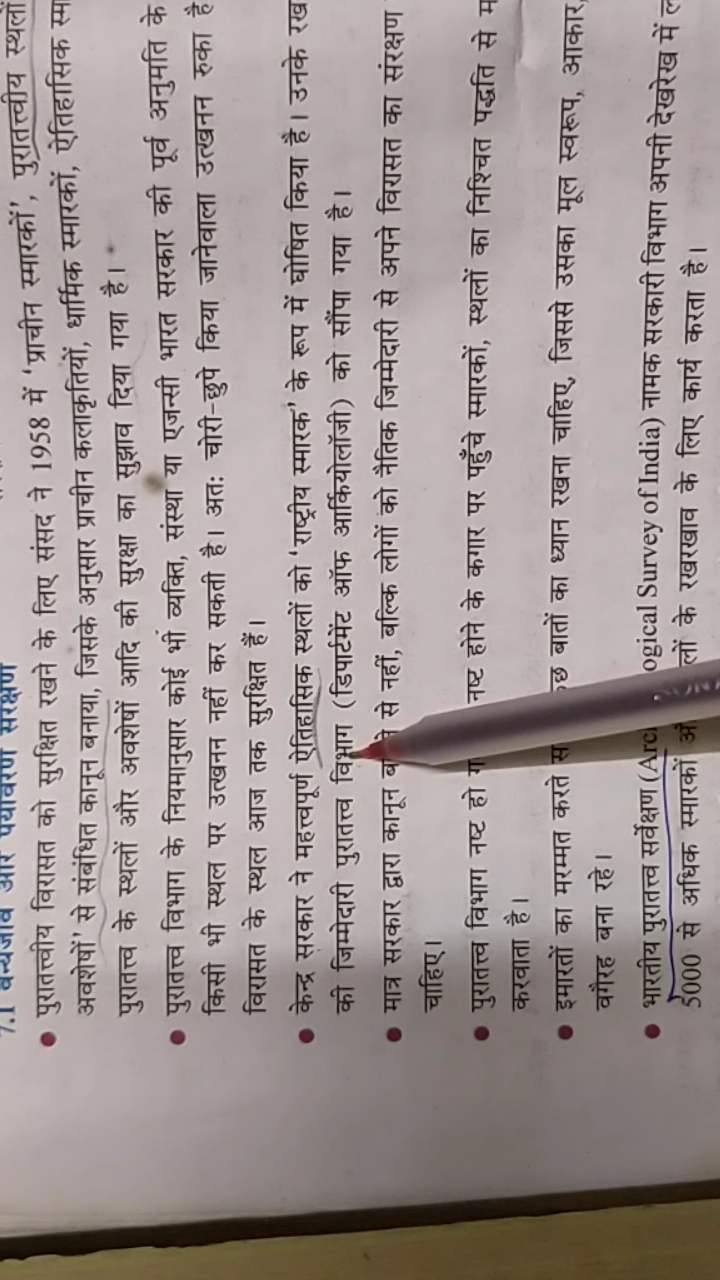 7.1 वन्यजीव और पर्यावरण संरक्षण
● पुरातत्त्वीय विरासत को सुरक्षित रखने के लिए संसद ने 1958 में 'प्राचीन स्मारकों', पुरातत्त्वीय स्थलों
अवशेषों' से संबंधित कानून बनाया, जिसके अनुसार प्राचीन कलाकृतियों, धार्मिक स्मारकों, ऐतिहासिक
पुरातत्त्व के स्थलों और अवशेषों आदि की सुरक्षा का सुझाव दिया गया है।
● पुरातत्त्व विभाग के नियमानुसार कोई भी व्यक्ति, संस्था या एजन्सी भारत सरकार की पूर्व अनुमति के
किसी भी स्थल पर उत्खनन नहीं कर सकती है। अतः चोरी-छुपे किया जानेवाला उत्खनन रुका है
विरासत के स्थल आज तक सुरक्षित हैं।
● केन्द्र सरकार ने महत्त्वपूर्ण ऐतिहासिक स्थलों को 'राष्ट्रीय स्मारक' के रूप में घोषित किया है। उनके
की जिम्मेदारी पुरातत्त्व विभाग (डिपार्टमेंट ऑफ आर्कियोलॉजी) को सौंपा गया है।
● मात्र सरकार द्वारा कानून से नहीं, बल्कि लोगों को नैतिक जिम्मेदारी से अपने विरासत का संरक्षण
चाहिए।
● पुरातत्त्व विभाग नष्ट हो नष्ट होने के कगार पर पहुँचे स्मारकों, स्थलों का निश्चित पद्धति से
करवाता है।
● इमारतों का मरम्मत करते बातों का ध्यान रखना चाहिए, जिससे उसका मूल स्वरूप, आकार,
वगैरह बना रहे।
● भारतीय पुरातत्त्व सर्वेक्षण (Arc ogical Survey of India) नामक सरकारी विभाग अपनी देखरेख में
5000 से अधिक स्मारकों के रखरखाव के लिए कार्य करता है।